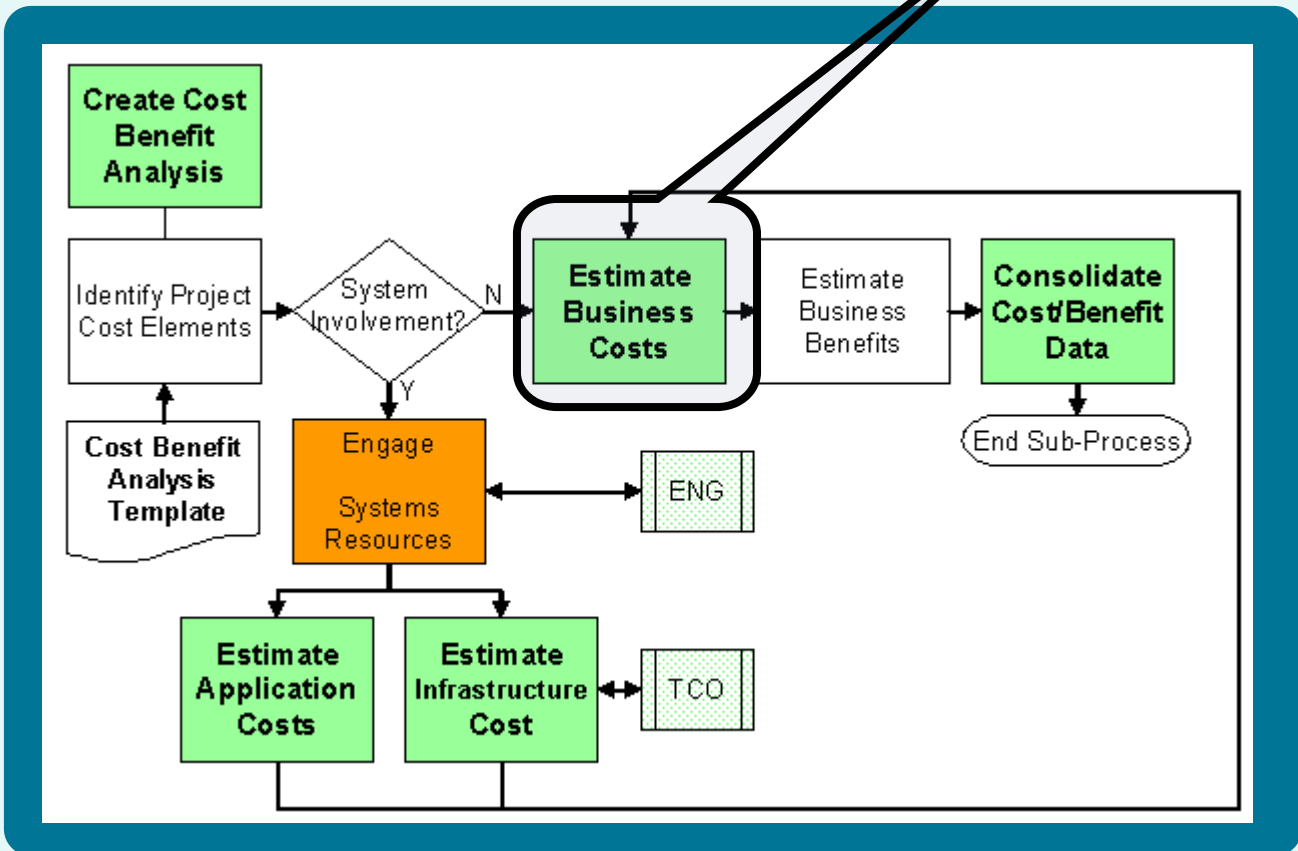 Create Cost
Benefit
Analysis
Identify Project
Cost Elements
System
Involvement?
N
Y
Estimate
Business
Costs
Estimate
Business
Benefits
Consolidate
Cost/Benefit
Data
End Sub-Process
Cost Benefit
Analysis
Template
Engage
Systems
Resources
ENG
Estimate
Application
Costs
Estimate
Infrastructure
Cost
TCO